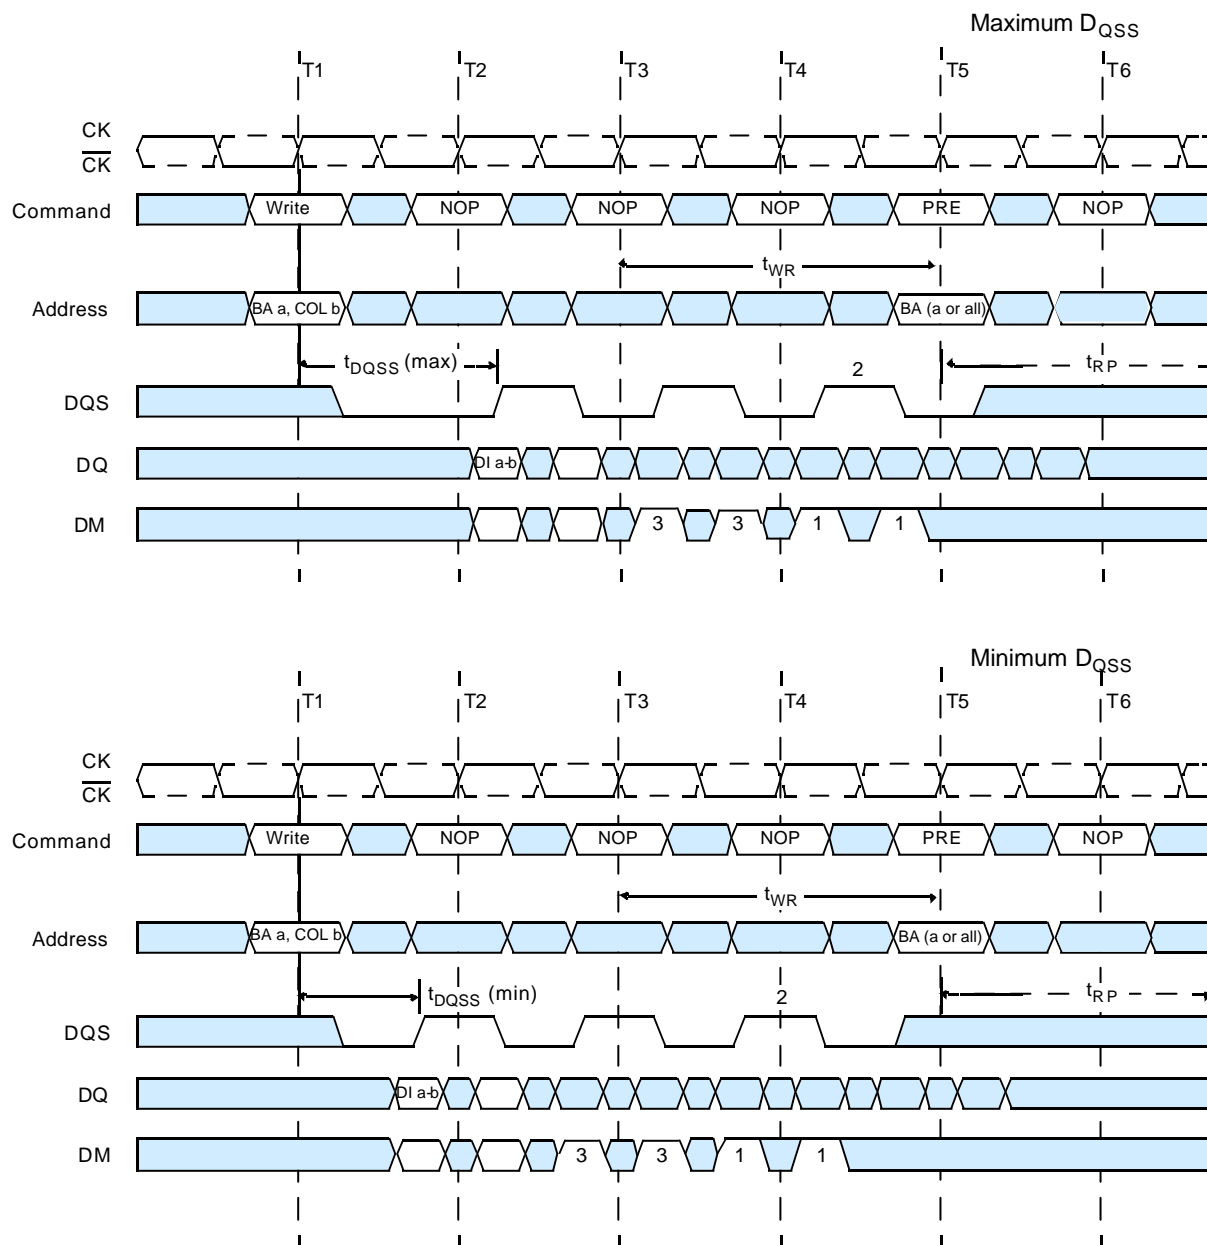 Maximum DQSS
T1 T2 T3 T4 T5 T6
CK
CK
Command Write NOP NOP NOP PRE NOP
tWR
Address BA a, COL b BA (a or all)
tDQSS (max) 2 tRP
DQS
DQ DI a-b
DM 3 3 1 1
Minimum DQSS
T1 T2 T3 T4 T5 T6
CK
CK
Command Write NOP NOP NOP PRE NOP
tWR
Address BA a, COL b BA (a or all)
tDQSS (min) 2 tRP
DQS
DQ DI a-b
DM 3 3 1 1